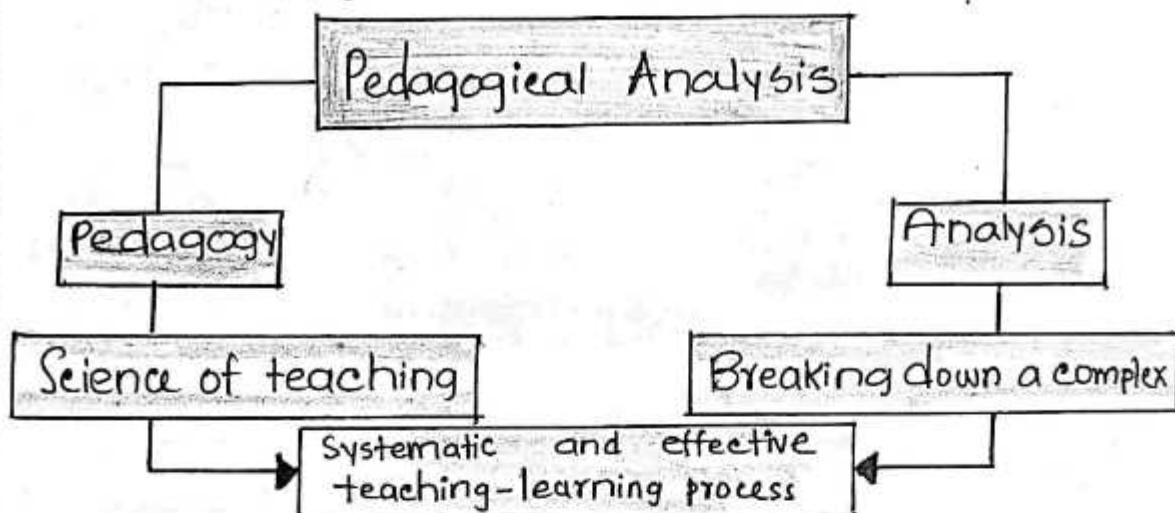 Pedagogical Analysis
Pedagogy
Analysis
Science of teaching
Breaking down a complex
Systematic and effective
teaching-learning process